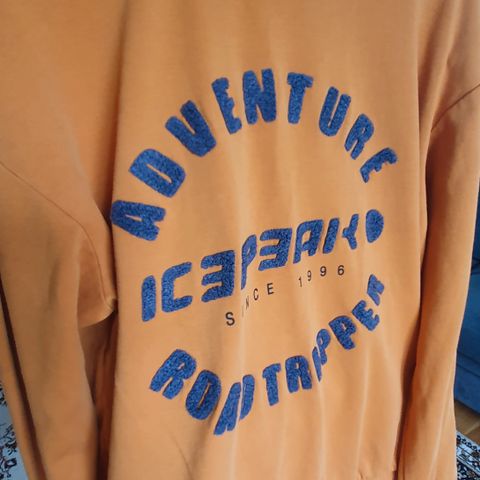 ADVENTURE
ICEPEAK
SINCE 1996
ROADTRIPPER